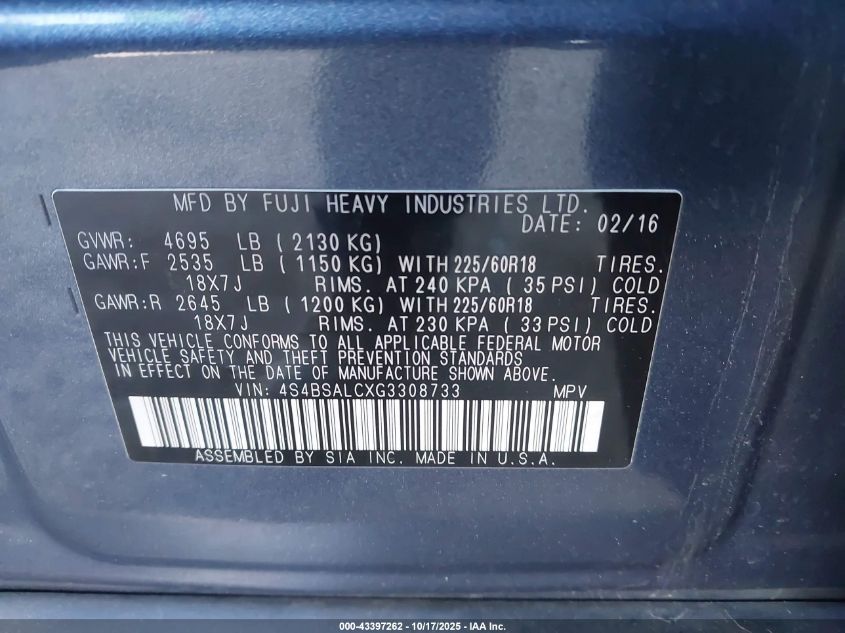 MFD BY FUJI HEAVY INDUSTRIES LTD.
DATE: 02/16
GVWR: 4695 LB ( 2130 KG)
GAWR:F 2535 LB ( 1150 KG) WITH 225/60R18 TIRES.
18X7J RIMS. AT 240 KPA ( 35 PSI) COLD
GAWR:R 2645 LB ( 1200 KG) WITH 225/60R18 TIRES.
18X7J RIMS. AT 230 KPA ( 33 PSI) COLD
THIS VEHICLE CONFORMS TO ALL APPLICABLE FEDERAL MOTOR
VEHICLE SAFETY AND THEFT PREVENTION STANDARDS
IN EFFECT ON THE DATE OF MANUFACTURE SHOWN ABOVE.
VIN: 4S4BSALCXG3308733 MPV
ASSEMBLED BY SIA INC. MADE IN U.S.A.
000-43397262 - 10/17/2025 - IAA Inc.